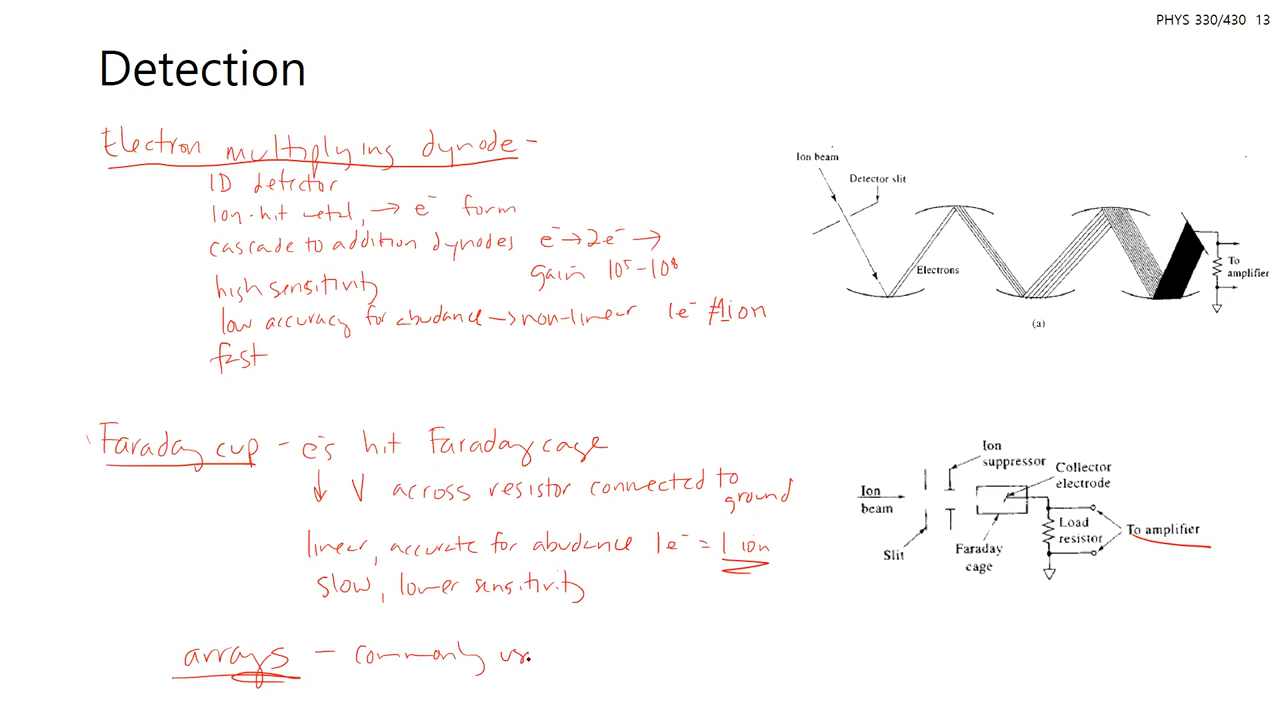 PHYS 330/430 13
Detection
Electron multiplying dynode -
1D detector
Ion hit metal, → e⁻ form
cascade to addition dynodes e⁻ → 2e⁻ →
gain 10⁵ - 10⁸
high sensitivity
low accuracy for abudance → non-linear 1e⁻ ≠ 1 ion
fast
Ion beam
Detector slit
Electrons
To
amplifier
(a)
Faraday cup - e⁻s hit Faraday cage
↓ V across resistor connected to
ground
linear, accurate for abudance 1e⁻ = 1 ion
slow, lower sensitivity
Ion
suppressor
Collector
electrode
Ion
beam
Load
resistor
To amplifier
Slit
Faraday
cage
arrays - commonly us